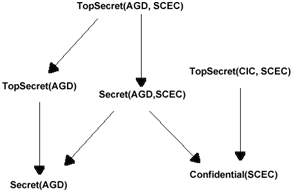 TopSecret(AGD, SCEC)
TopSecret(CIC, SCEC)
TopSecret(AGD)
Secret(AGD,SCEC)
Confidential(SCEC)
Secret(AGD)